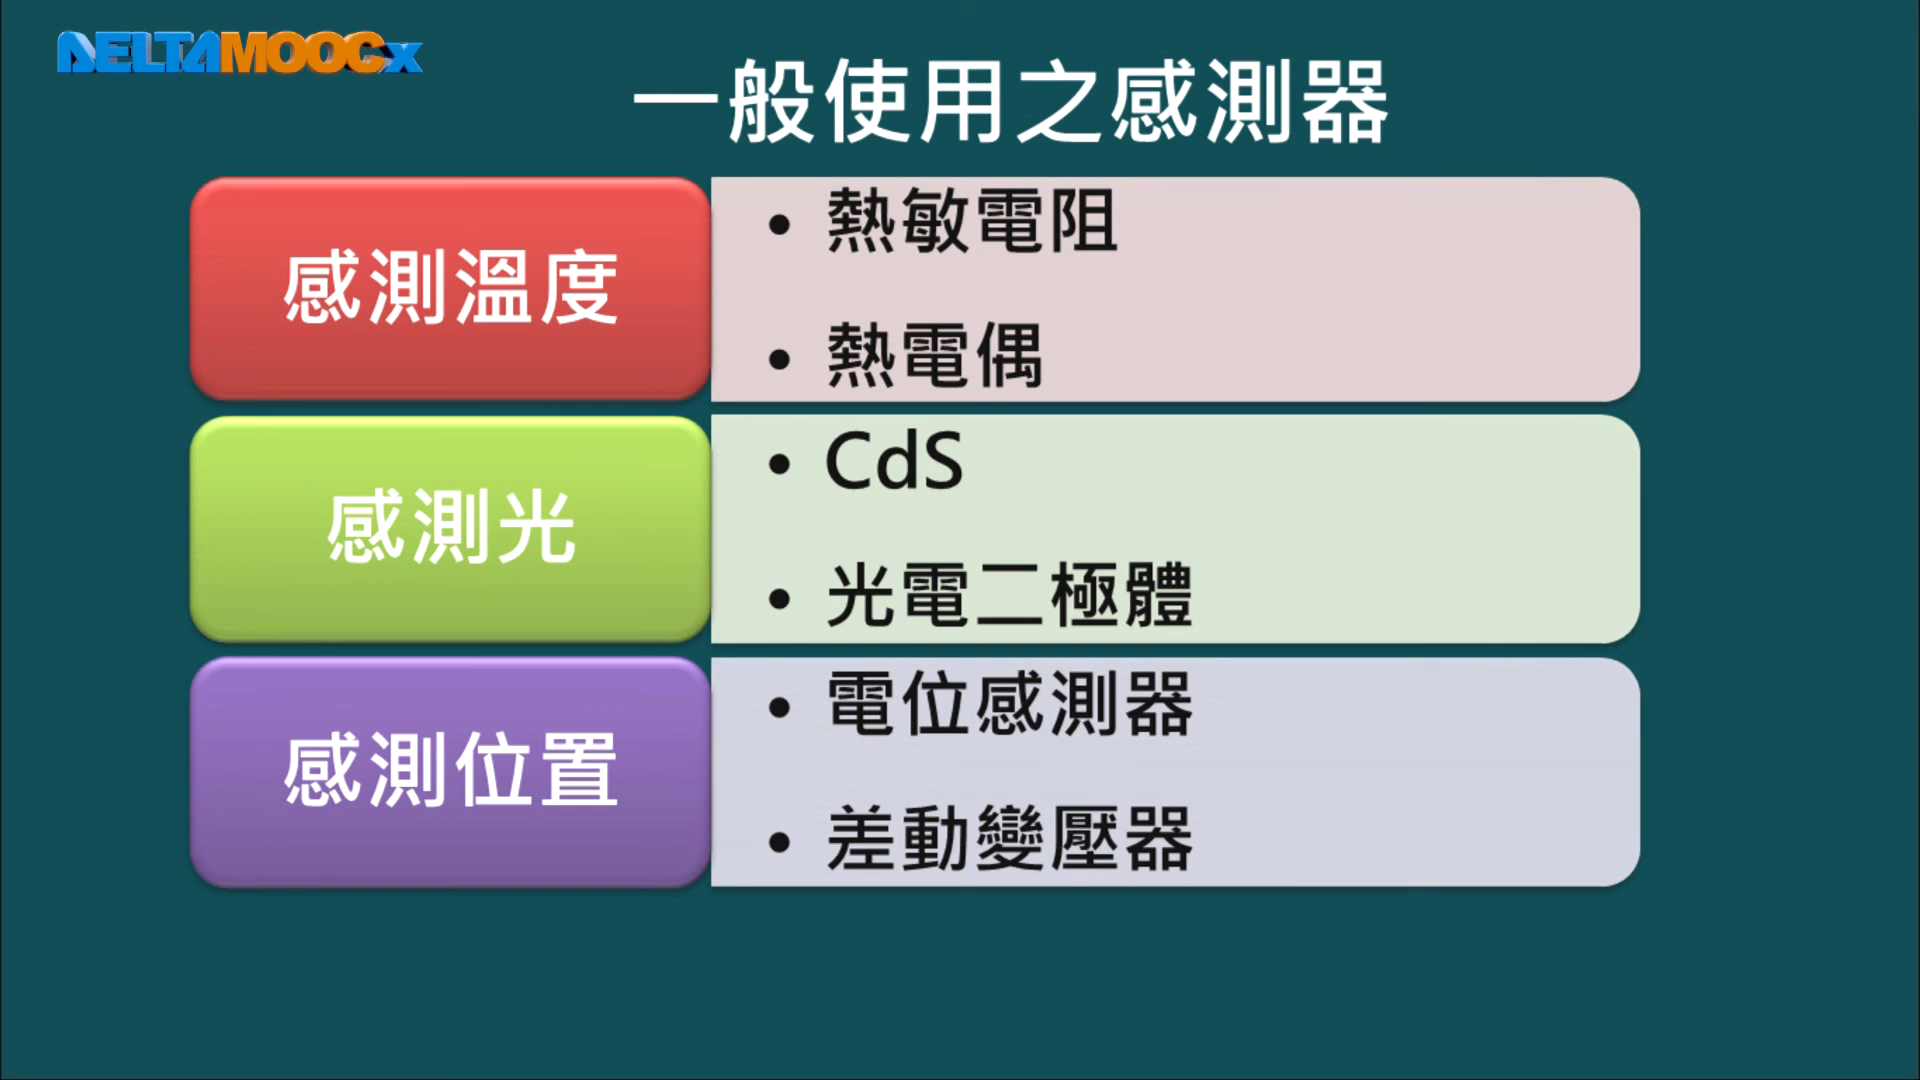 DELTAMOOCx
一般使用之感測器
感測溫度
• 熱敏電阻
• 熱電偶
感測光
• CdS
• 光電二極體
感測位置
• 電位感測器
• 差動變壓器